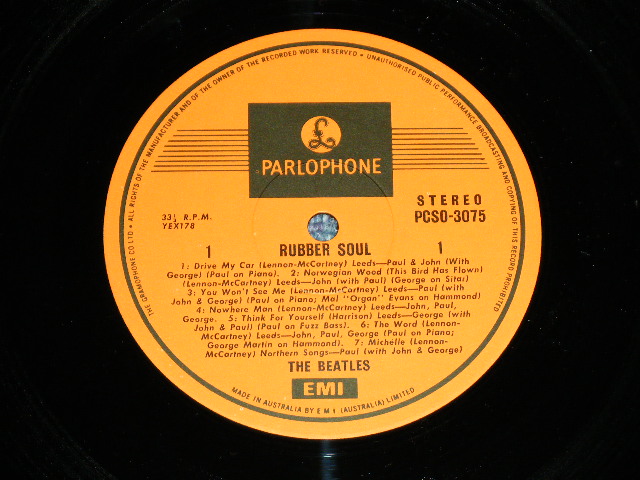 THE GRAMOPHONE CO LTD • ALL RIGHTS OF THE MANUFACTURER AND OF THE OWNER OF THE RECORDED WORK RESERVED • UNAUTHORISED PUBLIC PERFORMANCE BROADCASTING AND COPYING OF THIS RECORD PROHIBITED
£
PARLOPHONE
STEREO
33⅓ R.P.M.
PCSO-3075
YEX178
1 RUBBER SOUL 1
1: Drive My Car (Lennon-McCartney) Leeds—Paul & John (With
George) (Paul on Piano). 2: Norwegian Wood (This Bird Has Flown)
(Lennon-McCartney) Leeds—John (with Paul) (George on Sitar)
3: You Won't See Me (Lennon-McCartney) Leeds—Paul (with
John & George) (Paul on Piano; Mal "Organ" Evans on Hammond)
4: Nowhere Man (Lennon-McCartney) Leeds—John, Paul,
George. 5: Think For Yourself (Harrison) Leeds—George (with
John & Paul) (Paul on Fuzz Bass). 6: The Word (Lennon-
McCartney) Leeds—John, Paul, George (Paul on Piano;
George Martin on Hammond). 7: Michelle (Lennon-
McCartney) Northern Songs—Paul (with John & George)
THE BEATLES
EMI
MADE IN AUSTRALIA BY E M I (AUSTRALIA) LIMITED